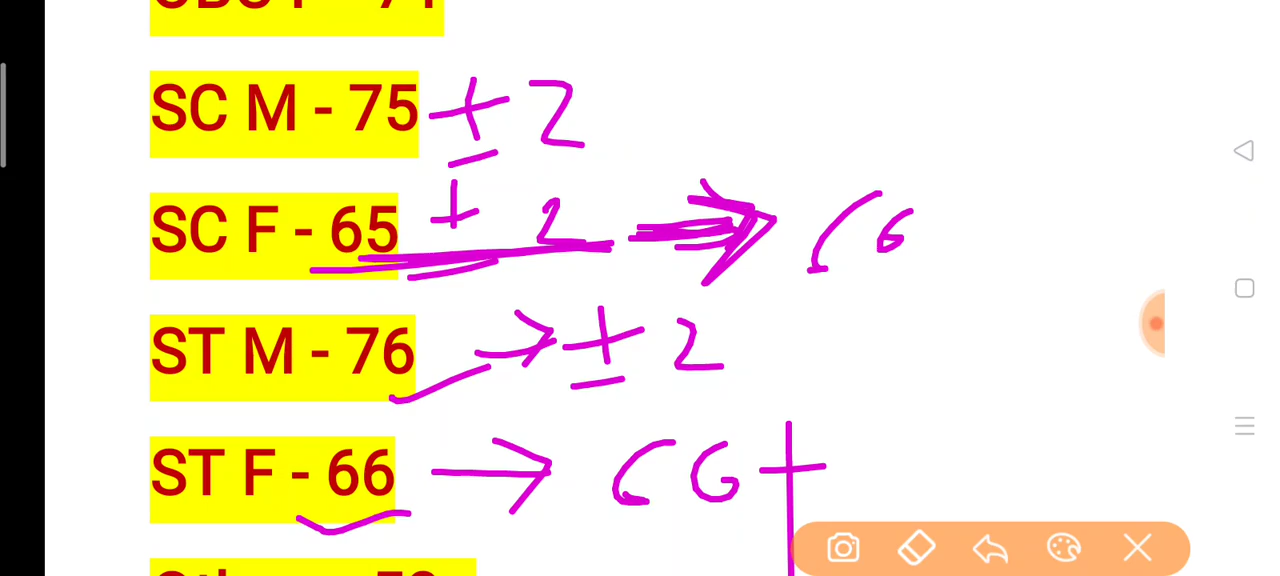 SC M - 75 ± 2
SC F - 65 ± 2 → 66
ST M - 76 → ± 2
ST F - 66 → 66 +